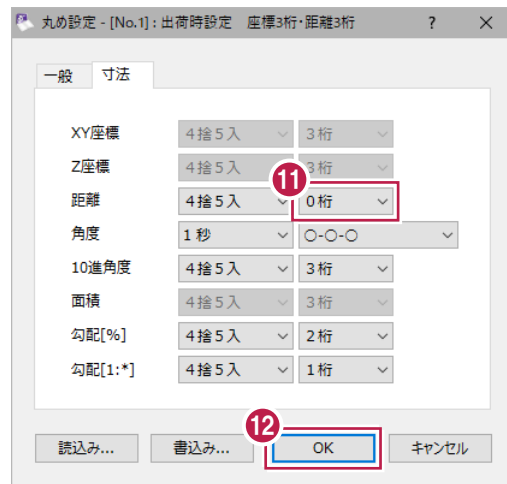 丸め設定 - [No.1] : 出荷時設定　座標3桁・距離3桁 ? ×
一般 寸法
XY座標 4捨5入 3桁
Z座標 4捨5入 3桁
⑪
距離 4捨5入 0桁
角度 1秒 ○-○-○
10進角度 4捨5入 3桁
面積 4捨5入 3桁
勾配[%] 4捨5入 2桁
勾配[1:*] 4捨5入 1桁
⑫
読込み... 書込み... OK キャンセル